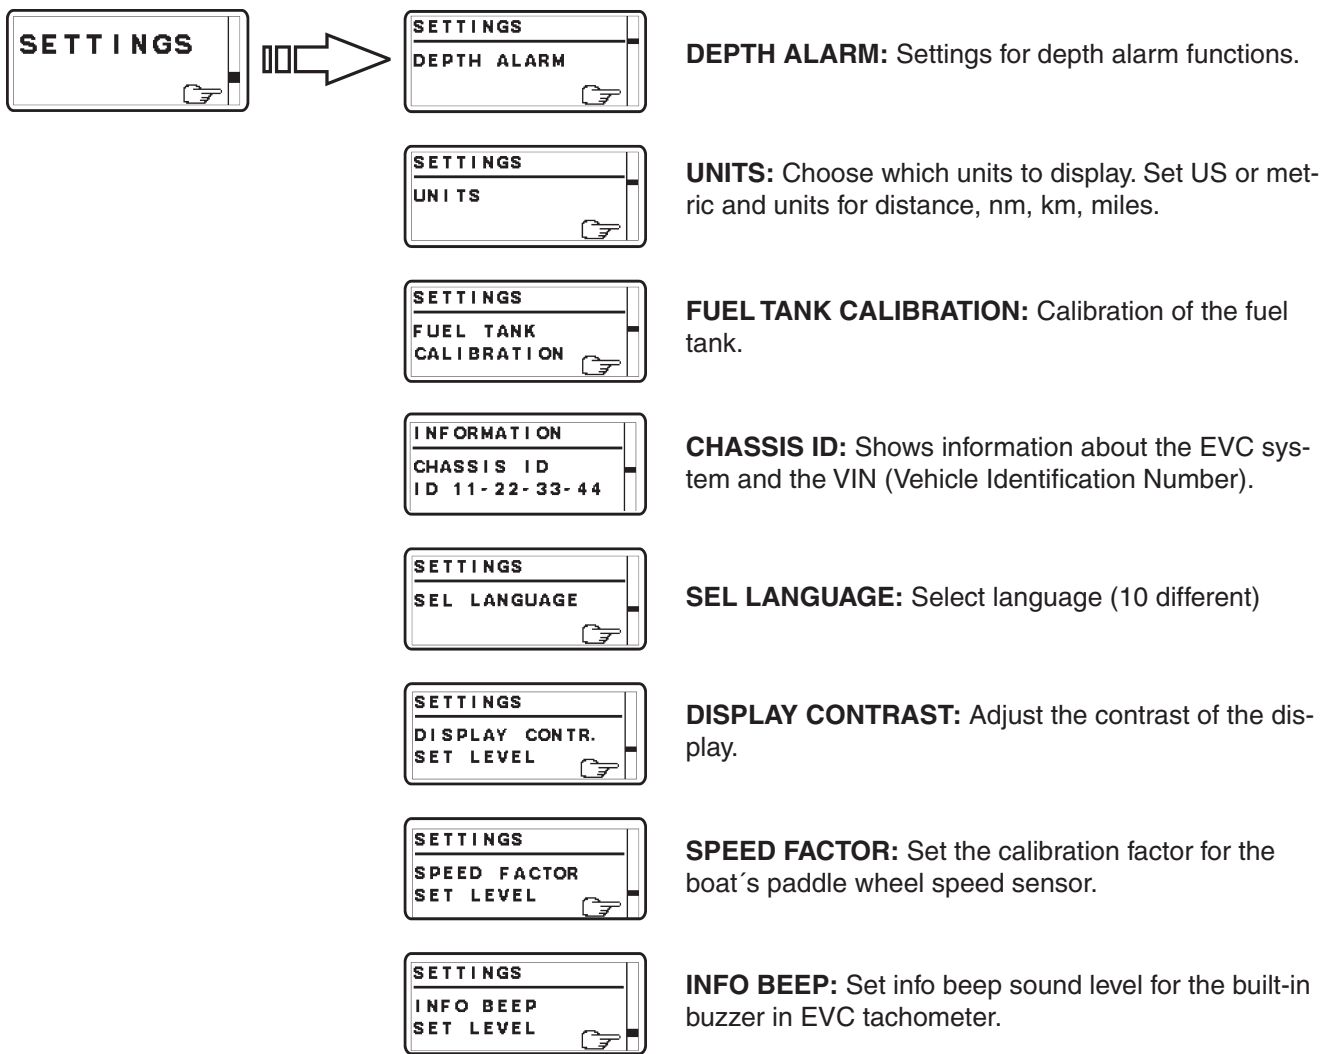 SETTINGS
SETTINGS
DEPTH ALARM
DEPTH ALARM: Settings for depth alarm functions.
SETTINGS
UNITS
UNITS: Choose which units to display. Set US or met-
ric and units for distance, nm, km, miles.
SETTINGS
FUEL TANK
CALIBRATION
FUEL TANK CALIBRATION: Calibration of the fuel
tank.
INFORMATION
CHASSIS ID
ID 11-22-33-44
CHASSIS ID: Shows information about the EVC sys-
tem and the VIN (Vehicle Identification Number).
SETTINGS
SEL LANGUAGE
SEL LANGUAGE: Select language (10 different)
SETTINGS
DISPLAY CONTR.
SET LEVEL
DISPLAY CONTRAST: Adjust the contrast of the dis-
play.
SETTINGS
SPEED FACTOR
SET LEVEL
SPEED FACTOR: Set the calibration factor for the
boat´s paddle wheel speed sensor.
SETTINGS
INFO BEEP
SET LEVEL
INFO BEEP: Set info beep sound level for the built-in
buzzer in EVC tachometer.